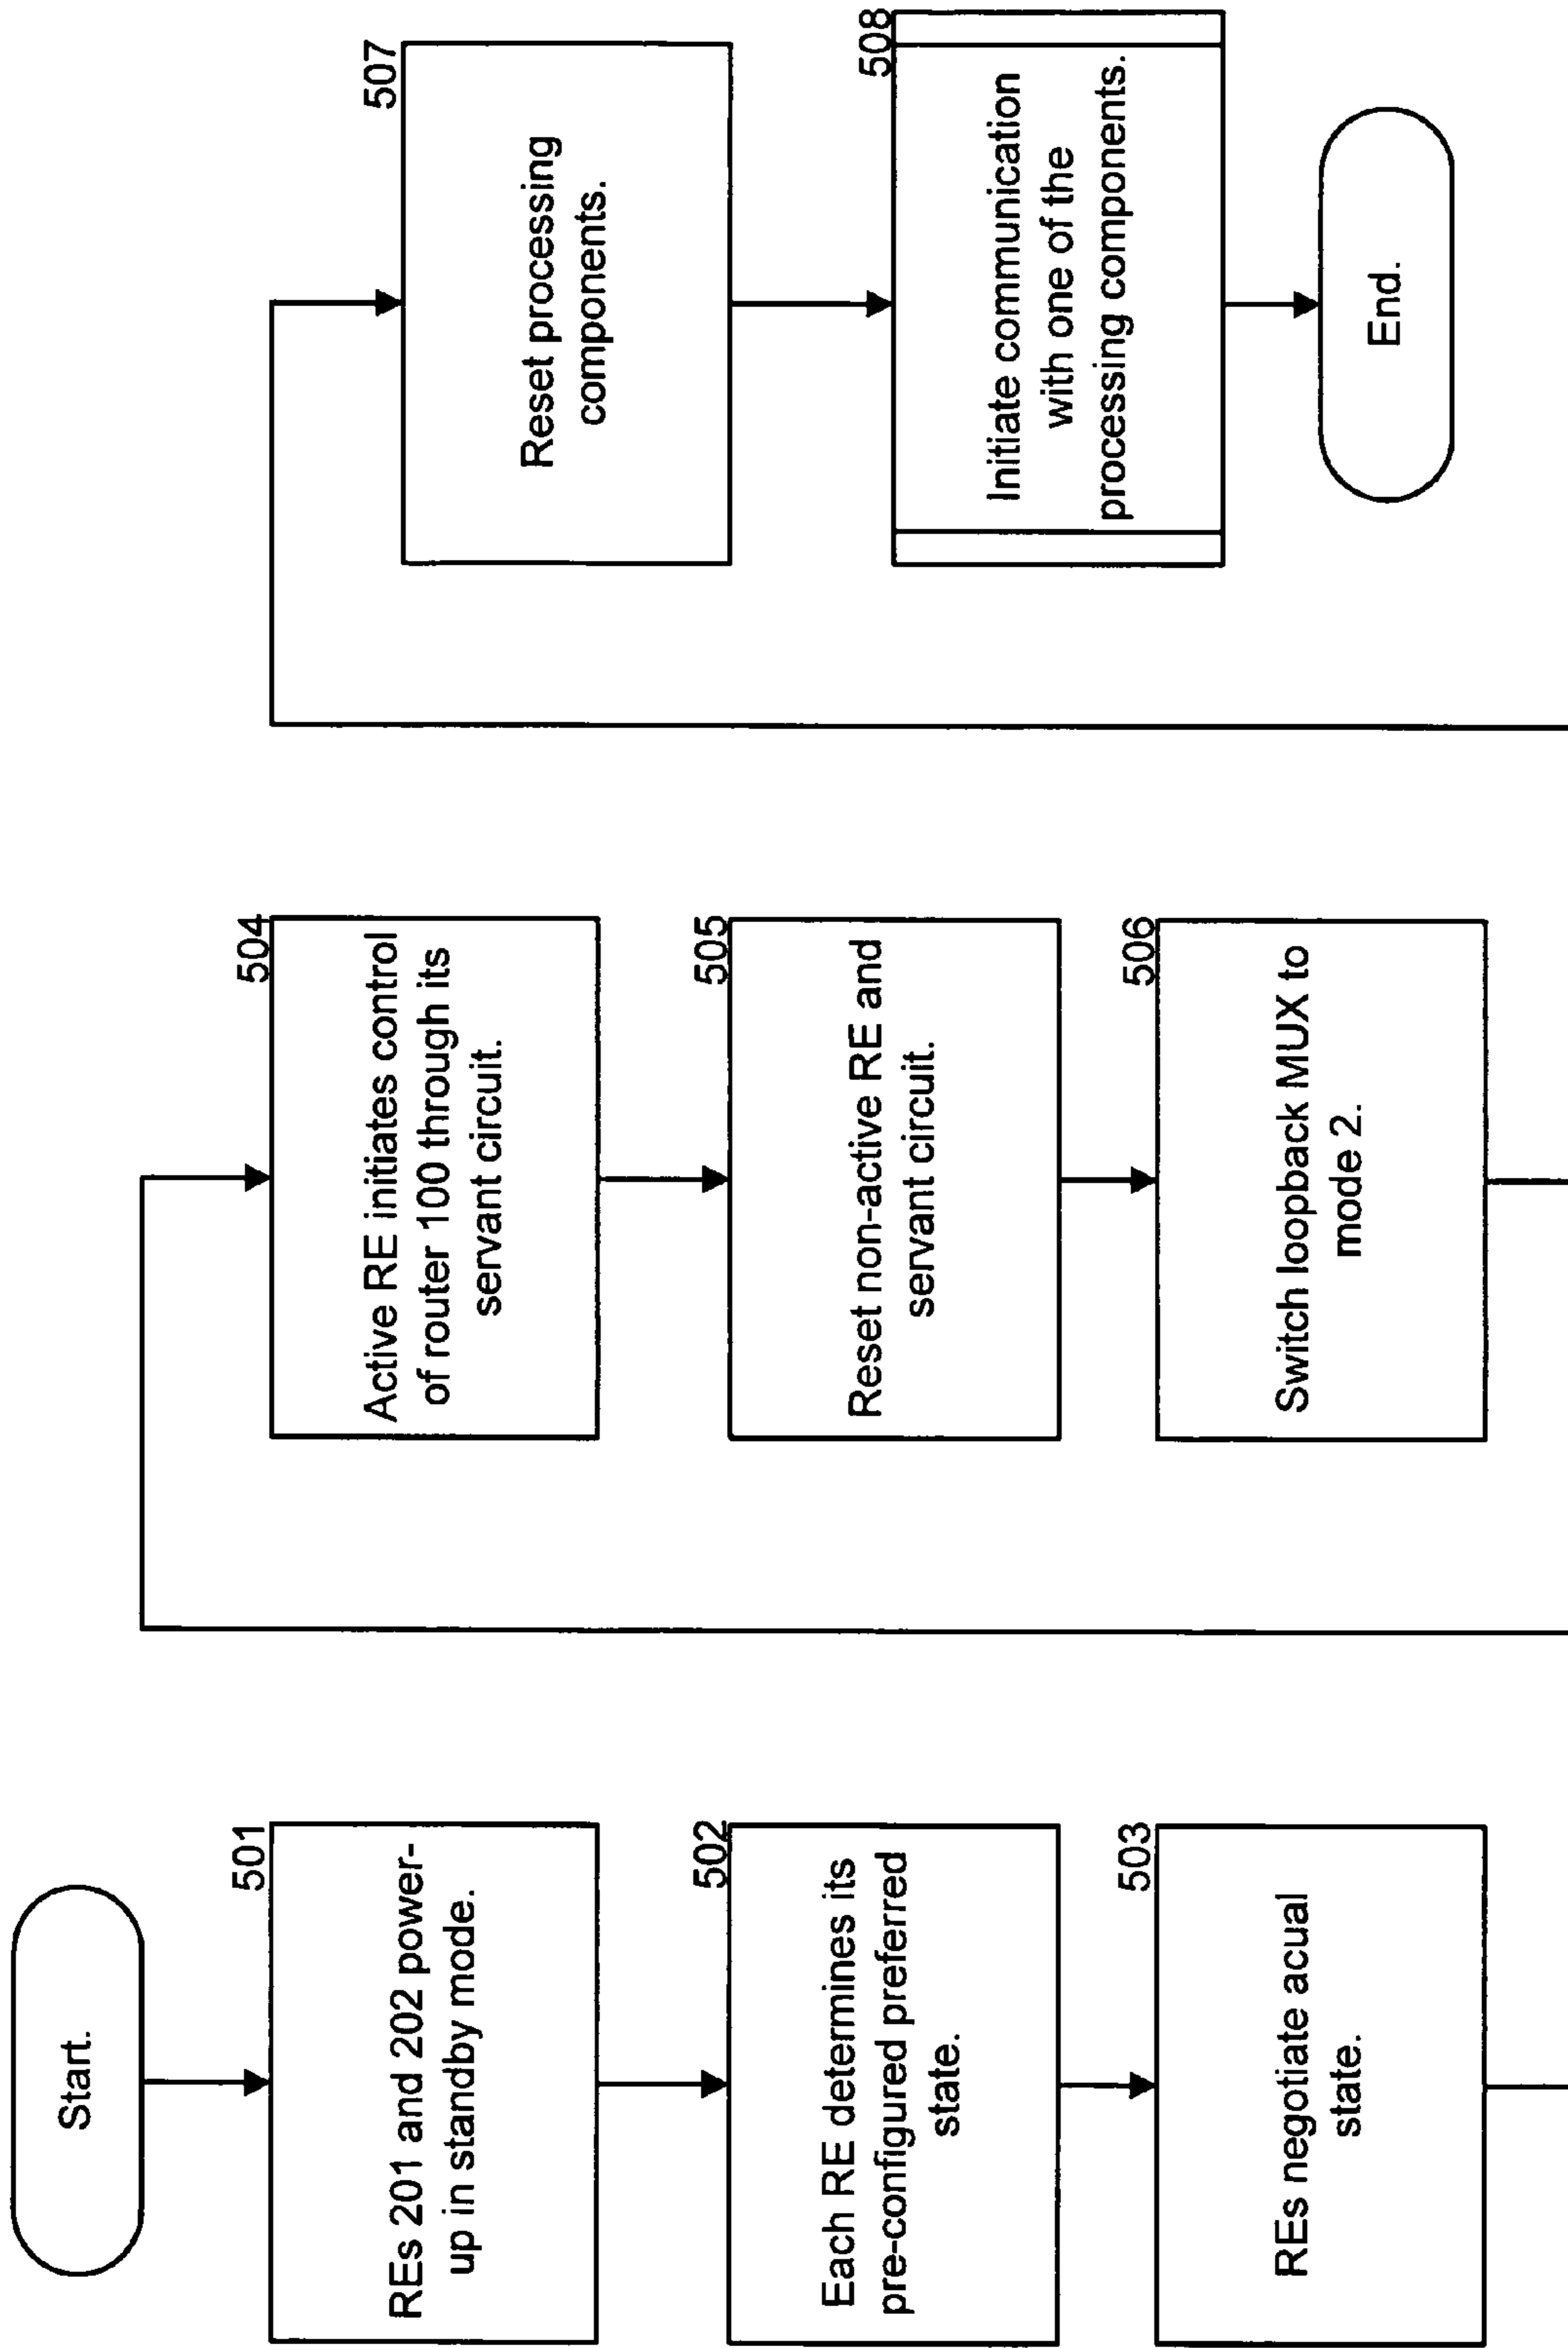 Start.
501
REs 201 and 202 power-
up in standby mode.
502
Each RE determines its
pre-configured preferred
state.
503
REs negotiate acual
state.
504
Active RE initiates control
of router 100 through its
servant circuit.
505
Reset non-active RE and
servant circuit.
506
Switch loopback MUX to
mode 2.
507
Reset processing
components.
508
Initiate communication
with one of the
processing components.
End.